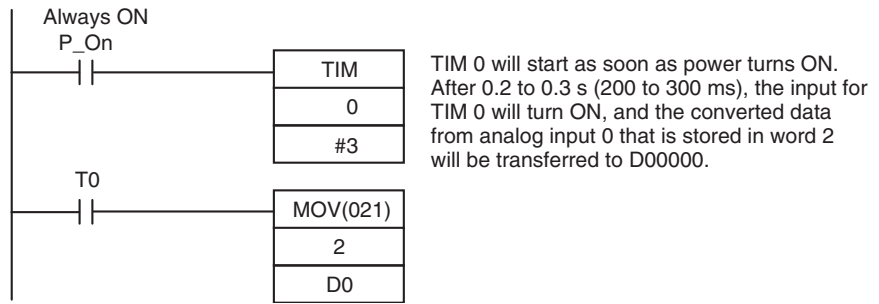 Always ON
P_On
TIM
0
#3
TIM 0 will start as soon as power turns ON.
After 0.2 to 0.3 s (200 to 300 ms), the input for
TIM 0 will turn ON, and the converted data
from analog input 0 that is stored in word 2
will be transferred to D00000.
T0
MOV(021)
2
D0